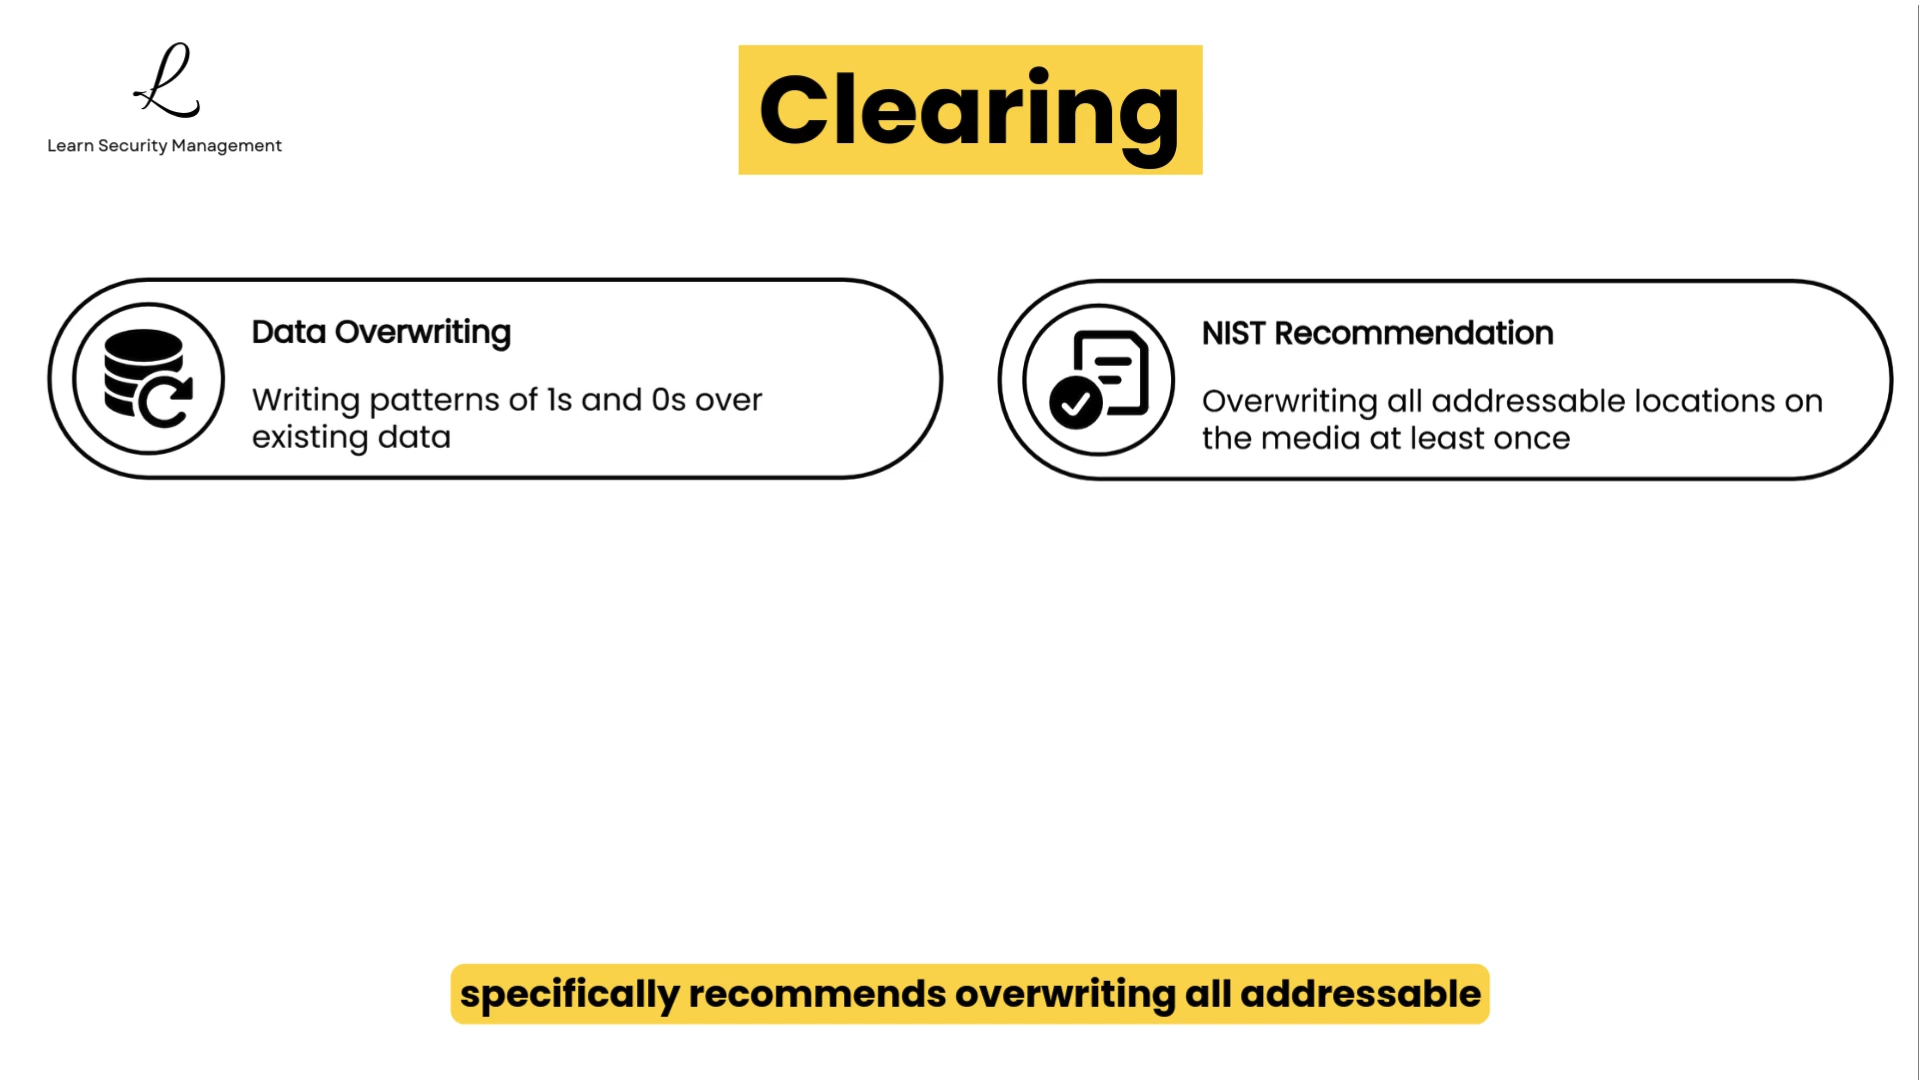 L
Learn Security Management
Clearing
Data Overwriting
Writing patterns of 1s and 0s over
existing data
NIST Recommendation
Overwriting all addressable locations on
the media at least once
specifically recommends overwriting all addressable